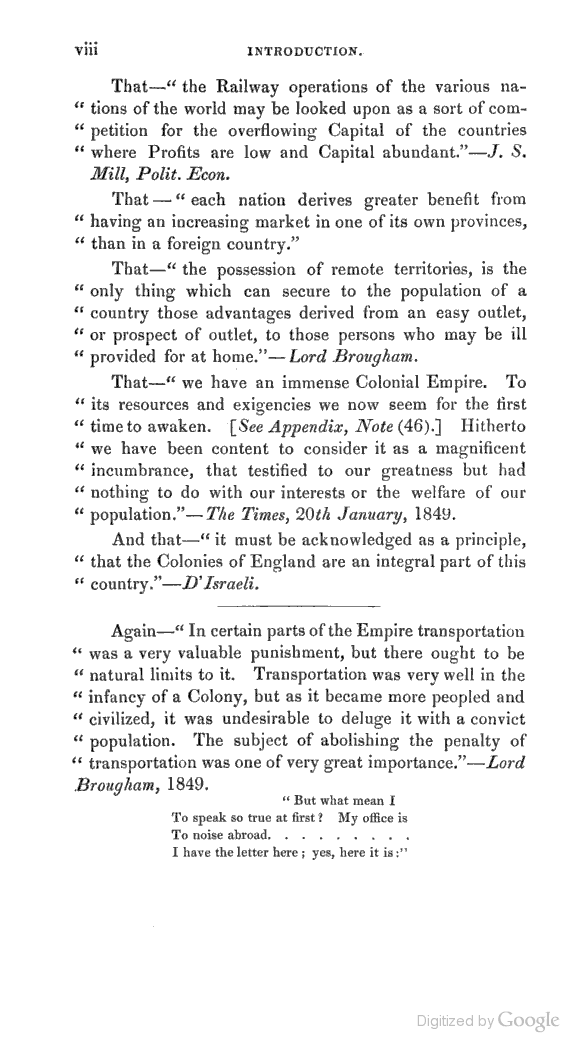 viii INTRODUCTION.
That—“ the Railway operations of the various na-
“ tions of the world may be looked upon as a sort of com-
“ petition for the overflowing Capital of the countries
“ where Profits are low and Capital abundant.”—J. S.
Mill, Polit. Econ.
That — “ each nation derives greater benefit from
“ having an increasing market in one of its own provinces,
“ than in a foreign country.”
That—“ the possession of remote territories, is the
“ only thing which can secure to the population of a
“ country those advantages derived from an easy outlet,
“ or prospect of outlet, to those persons who may be ill
“ provided for at home.”—Lord Brougham.
That—“ we have an immense Colonial Empire. To
“ its resources and exigencies we now seem for the first
“ time to awaken. [See Appendix, Note (46).] Hitherto
“ we have been content to consider it as a magnificent
“ incumbrance, that testified to our greatness but had
“ nothing to do with our interests or the welfare of our
“ population.”—The Times, 20th January, 1849.
And that—“ it must be acknowledged as a principle,
“ that the Colonies of England are an integral part of this
“ country.”—D'Israeli.
Again—“ In certain parts of the Empire transportation
“ was a very valuable punishment, but there ought to be
“ natural limits to it. Transportation was very well in the
“ infancy of a Colony, but as it became more peopled and
“ civilized, it was undesirable to deluge it with a convict
“ population. The subject of abolishing the penalty of
“ transportation was one of very great importance.”—Lord
Brougham, 1849.
“ But what mean I
To speak so true at first ? My office is
To noise abroad. . . . . . . . .
I have the letter here ; yes, here it is :”
Digitized by Google